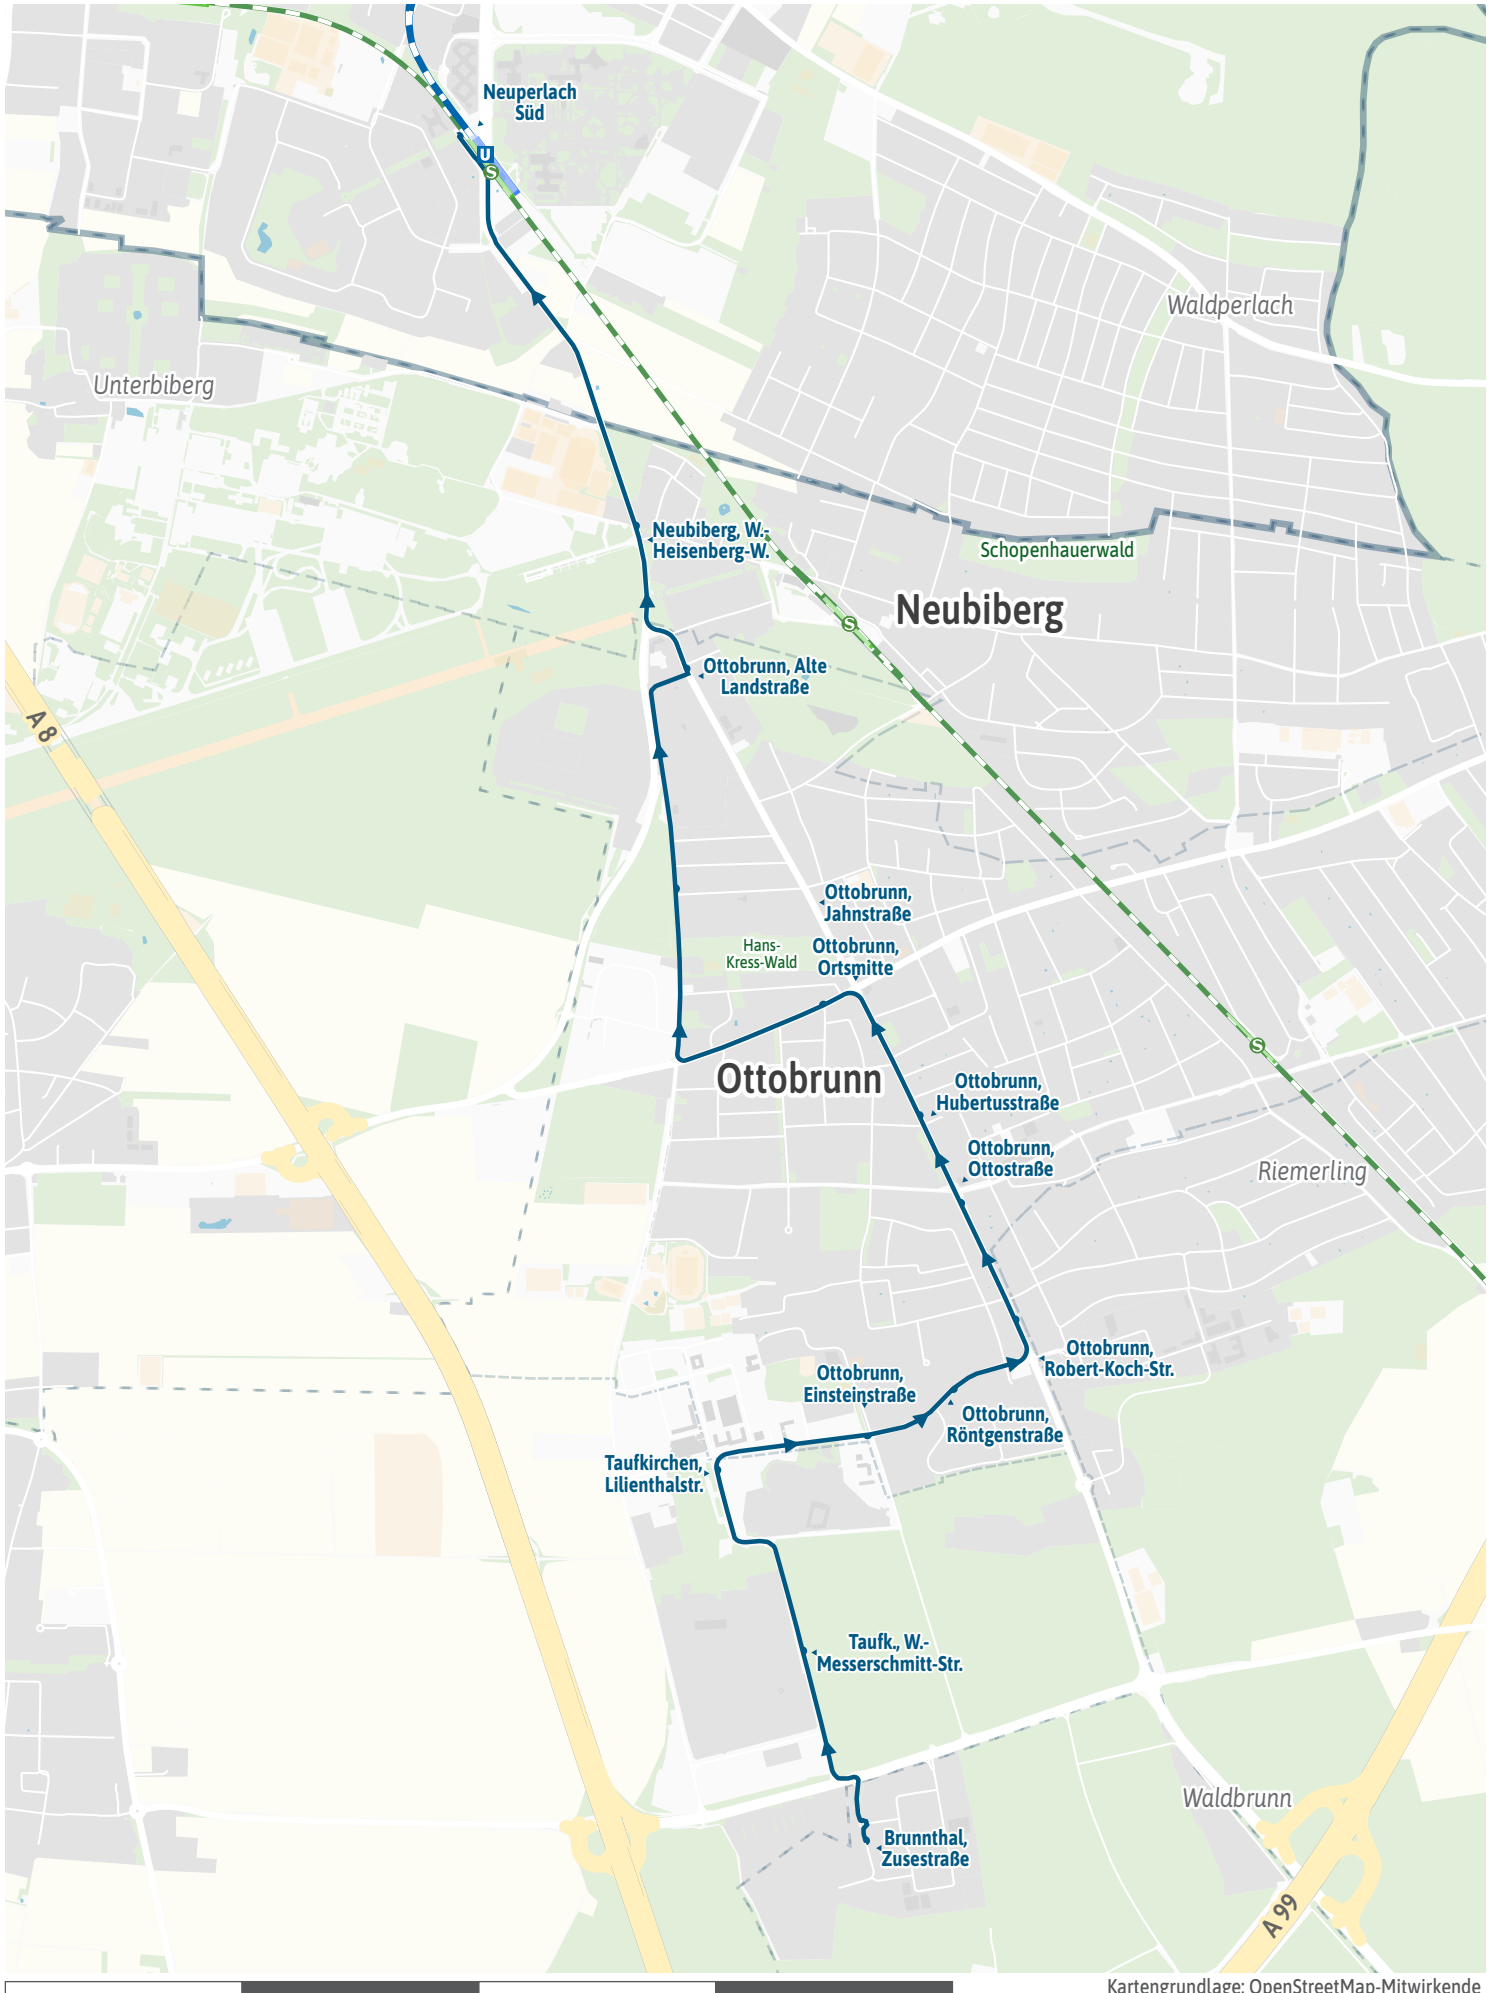 Neuperlach
Süd
U
S
Waldperlach
Unterbiberg
Neubiberg, W.-
Heisenberg-W.
Schopenhauerwald
Neubiberg
S
Ottobrunn, Alte
Landstraße
A 8
Ottobrunn,
Jahnstraße
Hans-
Kress-Wald
Ottobrunn,
Ortsmitte
S
Ottobrunn
Ottobrunn,
Hubertusstraße
Ottobrunn,
Ottostraße
Riemerling
Ottobrunn,
Robert-Koch-Str.
Ottobrunn,
Einsteinstraße
Ottobrunn,
Röntgenstraße
Taufkirchen,
Lilienthalstr.
Taufk., W.-
Messerschmitt-Str.
Waldbrunn
Brunnthal,
Zusestraße
A 99
Kartengrundlage: OpenStreetMap-Mitwirkende